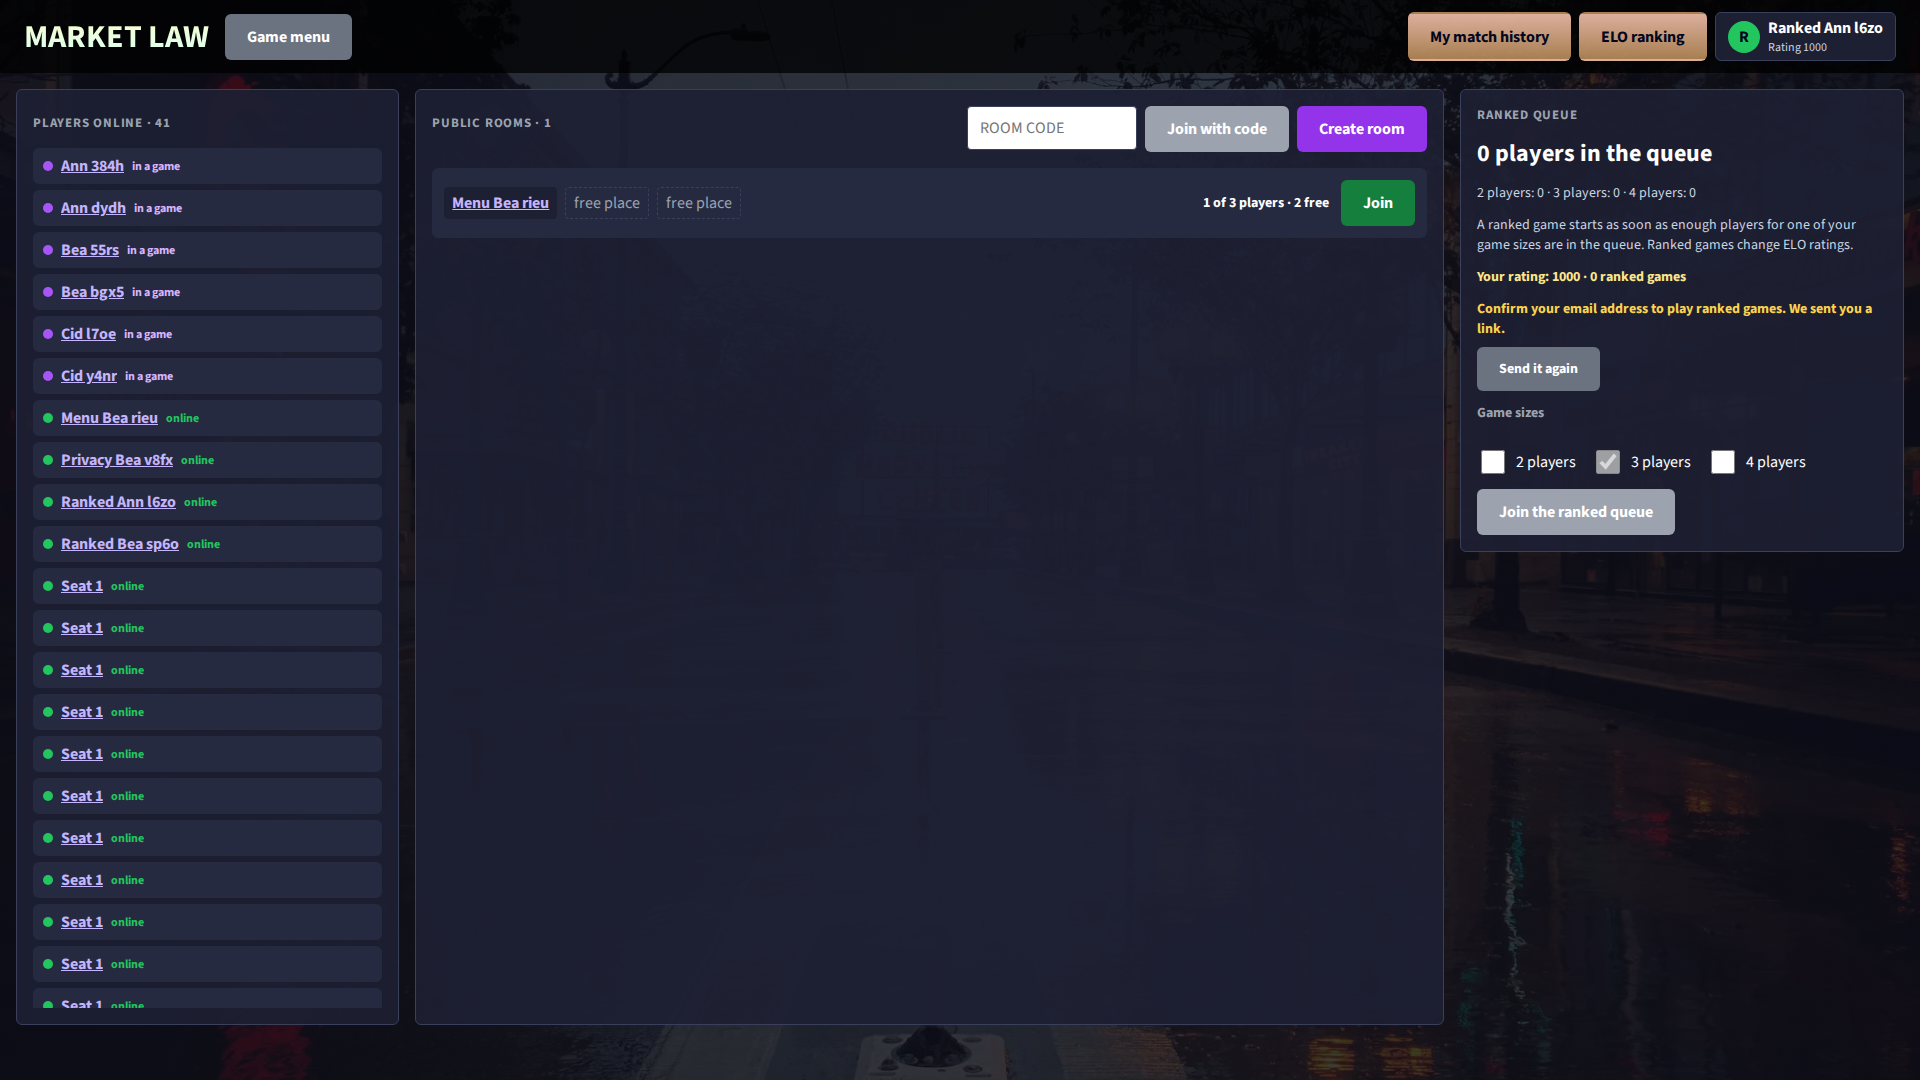 MARKET LAW
Game menu
My match history
ELO ranking
R
Ranked Ann l6zo
Rating 1000
PLAYERS ONLINE · 41
Ann 384h in a game
Ann dydh in a game
Bea 55rs in a game
Bea bgx5 in a game
Cid l7oe in a game
Cid y4nr in a game
Menu Bea rieu online
Privacy Bea v8fx online
Ranked Ann l6zo online
Ranked Bea sp6o online
Seat 1 online
Seat 1 online
Seat 1 online
Seat 1 online
Seat 1 online
Seat 1 online
Seat 1 online
Seat 1 online
Seat 1 online
Seat 1 online
Seat 1 online
PUBLIC ROOMS · 1
ROOM CODE
Join with code
Create room
Menu Bea rieu
free place
free place
1 of 3 players · 2 free
Join
RANKED QUEUE
0 players in the queue
2 players: 0 · 3 players: 0 · 4 players: 0
A ranked game starts as soon as enough players for one of your
game sizes are in the queue. Ranked games change ELO ratings.
Your rating: 1000 · 0 ranked games
Confirm your email address to play ranked games. We sent you a
link.
Send it again
Game sizes
2 players
3 players
4 players
Join the ranked queue